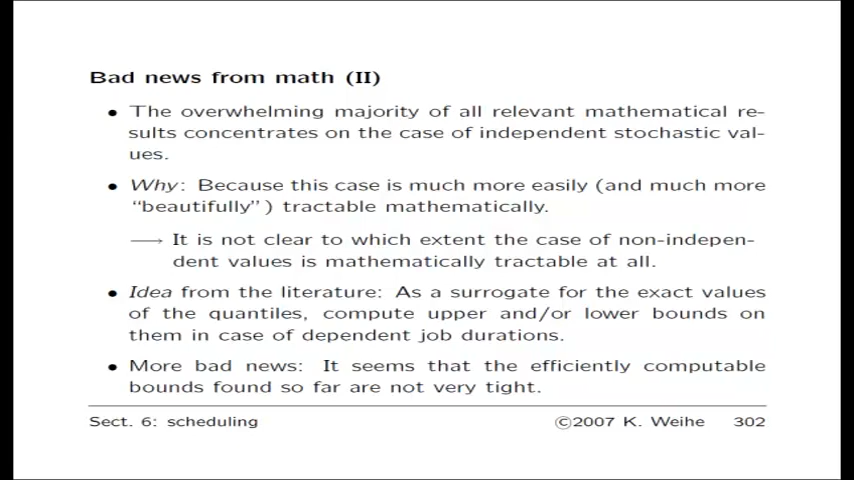 Bad news from math (II)
• The overwhelming majority of all relevant mathematical re-
sults concentrates on the case of independent stochastic val-
ues.
• Why: Because this case is much more easily (and much more
“beautifully”) tractable mathematically.
⟶ It is not clear to which extent the case of non-indepen-
dent values is mathematically tractable at all.
• Idea from the literature: As a surrogate for the exact values
of the quantiles, compute upper and/or lower bounds on
them in case of dependent job durations.
• More bad news: It seems that the efficiently computable
bounds found so far are not very tight.
Sect. 6: scheduling ©2007 K. Weihe 302